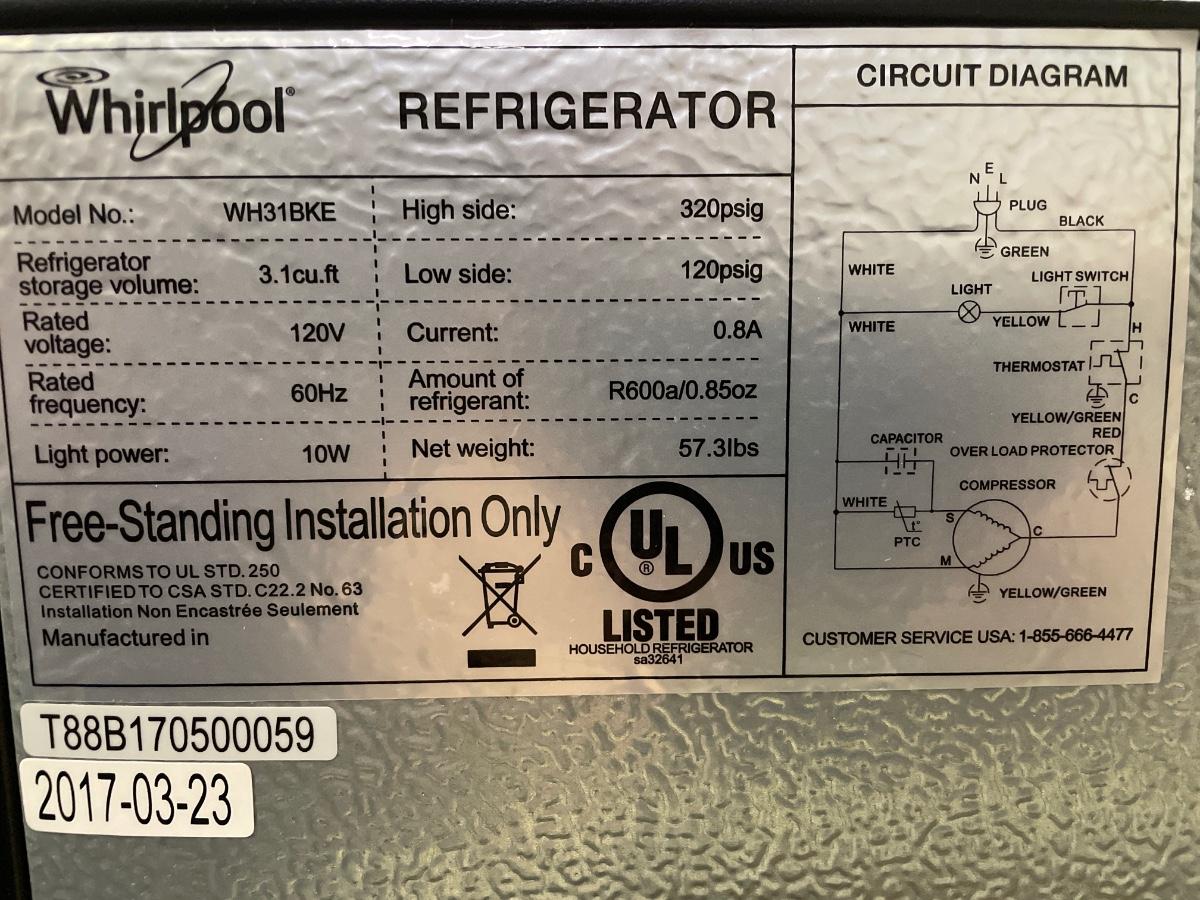 Whirlpool®
REFRIGERATOR
Model No.: WH31BKE
High side: 320psig
Refrigerator
storage volume: 3.1cu.ft
Low side: 120psig
Rated
voltage: 120V
Current: 0.8A
Rated
frequency: 60Hz
Amount of
refrigerant: R600a/0.85oz
Light power: 10W
Net weight: 57.3lbs
Free-Standing Installation Only
CONFORMS TO UL STD. 250
CERTIFIED TO CSA STD. C22.2 No. 63
Installation Non Encastrée Seulement
Manufactured in
C UL ® US
LISTED
HOUSEHOLD REFRIGERATOR
sa32641
CIRCUIT DIAGRAM
N E L
PLUG
BLACK
GREEN
WHITE
LIGHT SWITCH
LIGHT
WHITE
YELLOW
H
THERMOSTAT
C
YELLOW/GREEN
RED
CAPACITOR
OVER LOAD PROTECTOR
COMPRESSOR
WHITE
S
t°
C
PTC
M
YELLOW/GREEN
CUSTOMER SERVICE USA: 1-855-666-4477
T88B170500059
2017-03-23